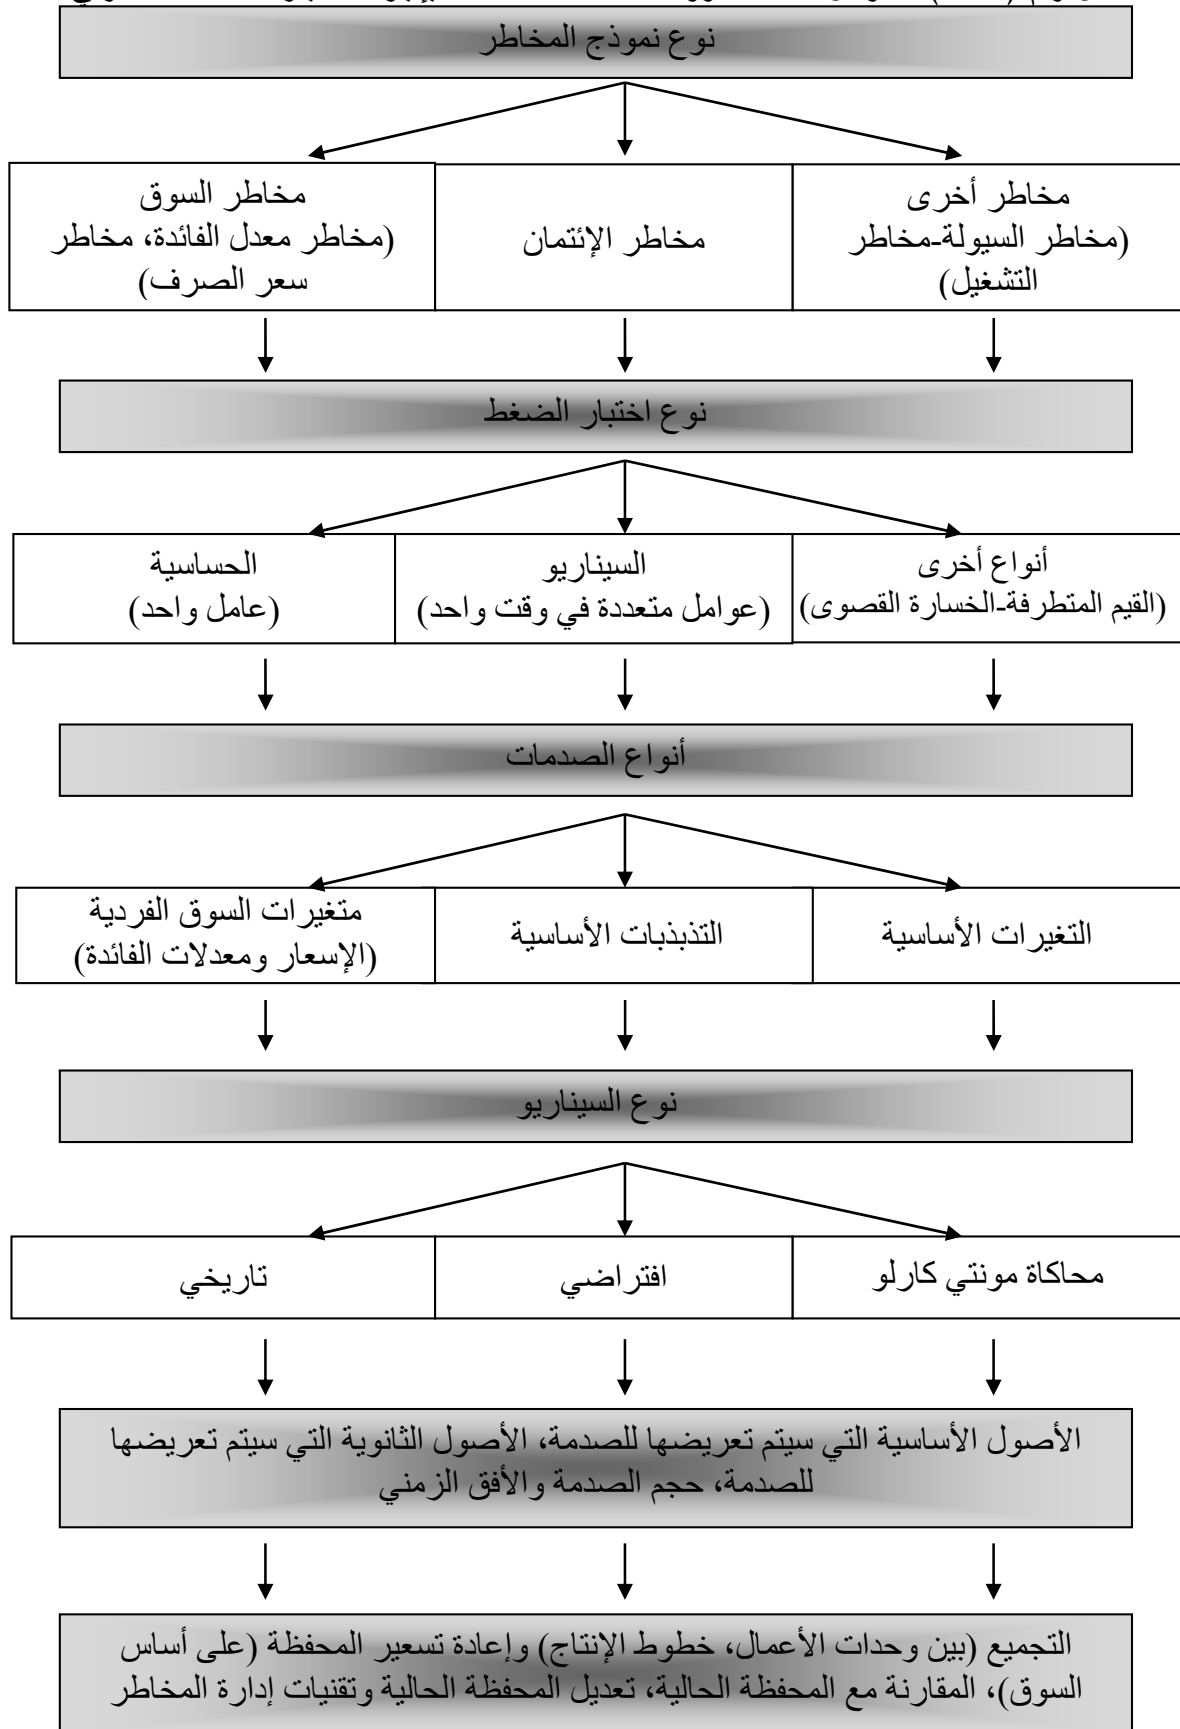 نوع نموذج المخاطر
مخاطر أخرى
(مخاطر السيولة-مخاطر
التشغيل)
مخاطر الإئتمان
مخاطر السوق
(مخاطر معدل الفائدة، مخاطر
سعر الصرف)
نوع اختبار الضغط
أنواع أخرى
(القيم المتطرفة-الخسارة القصوى)
السيناريو
(عوامل متعددة في وقت واحد)
الحساسية
(عامل واحد)
أنواع الصدمات
التغيرات الأساسية
التذبذبات الأساسية
متغيرات السوق الفردية
(الإسعار ومعدلات الفائدة)
نوع السيناريو
محاكاة مونتي كارلو
افتراضي
تاريخي
الأصول الأساسية التي سيتم تعريضها للصدمة، الأصول الثانوية التي سيتم تعريضها
للصدمة، حجم الصدمة والأفق الزمني
التجميع (بين وحدات الأعمال، خطوط الإنتاج) وإعادة تسعير المحفظة (على أساس
السوق)، المقارنة مع المحفظة الحالية، تعديل المحفظة الحالية وتقنيات إدارة المخاطر